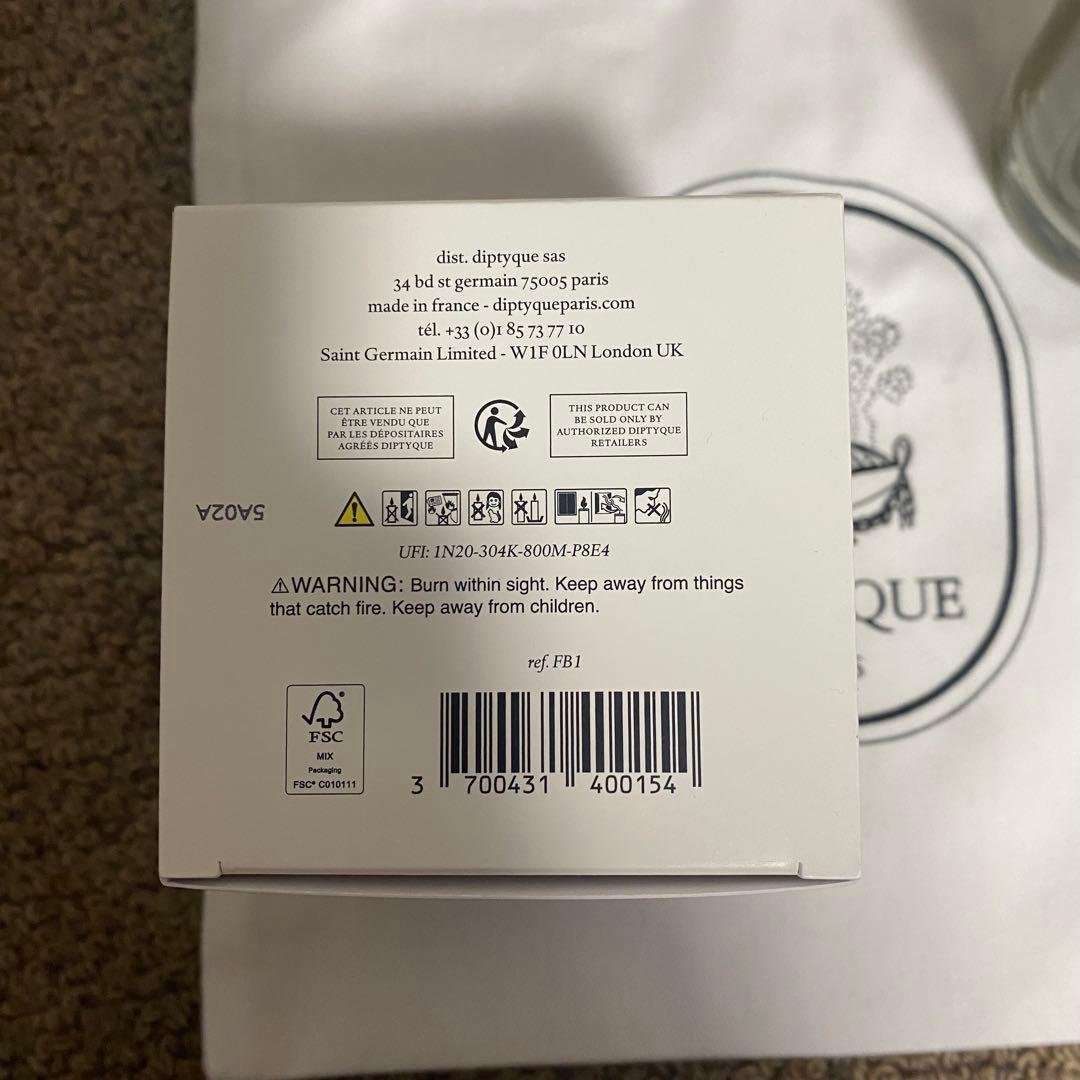 dist. diptyque sas
34 bd st germain 75005 paris
made in france - diptyqueparis.com
tél. +33 (0)1 85 73 77 10
Saint Germain Limited - W1F 0LN London UK
CET ARTICLE NE PEUT
ÊTRE VENDU QUE
PAR LES DÉPOSITAIRES
AGRÉÉS DIPTYQUE
THIS PRODUCT CAN
BE SOLD ONLY BY
AUTHORIZED DIPTYQUE
RETAILERS
5A02A
UFI: 1N20-304K-800M-P8E4
⚠WARNING: Burn within sight. Keep away from things
that catch fire. Keep away from children.
ref. FB1
FSC
MIX
Packaging
FSC® C010111
3 700431 400154
QUE
S